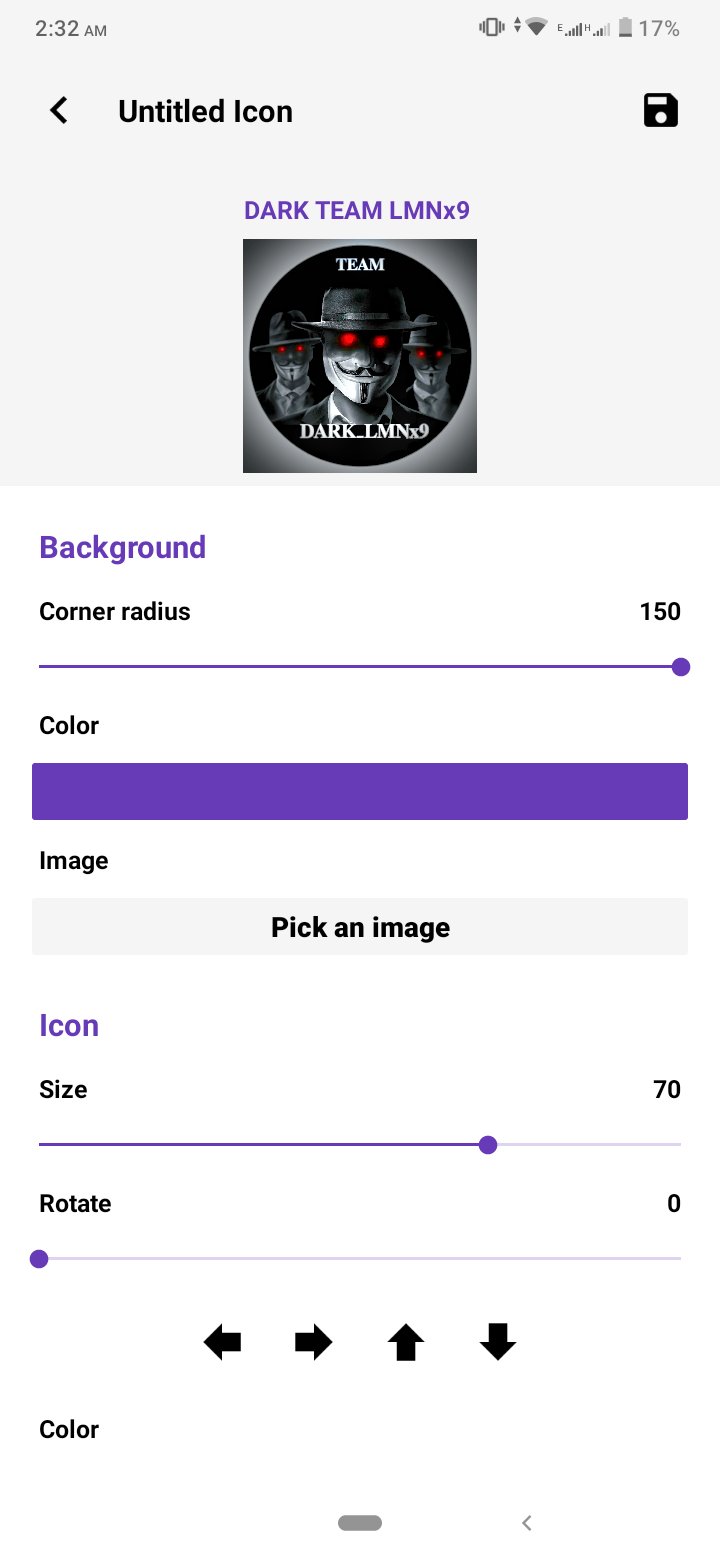 2:32 AM
E H 17%
Untitled Icon
DARK TEAM LMNx9
TEAM
DARK_LMNx9
Background
Corner radius 150
Color
Image
Pick an image
Icon
Size 70
Rotate 0
Color